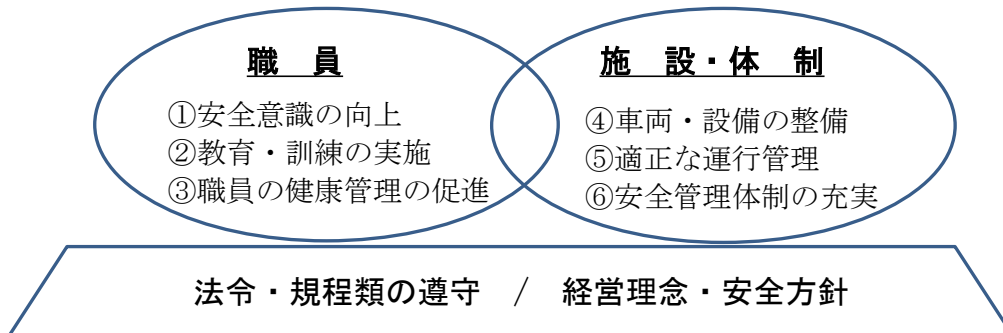 職 員
①安全意識の向上
②教育・訓練の実施
③職員の健康管理の促進
施 設・体 制
④車両・設備の整備
⑤適正な運行管理
⑥安全管理体制の充実
法令・規程類の遵守 / 経営理念・安全方針